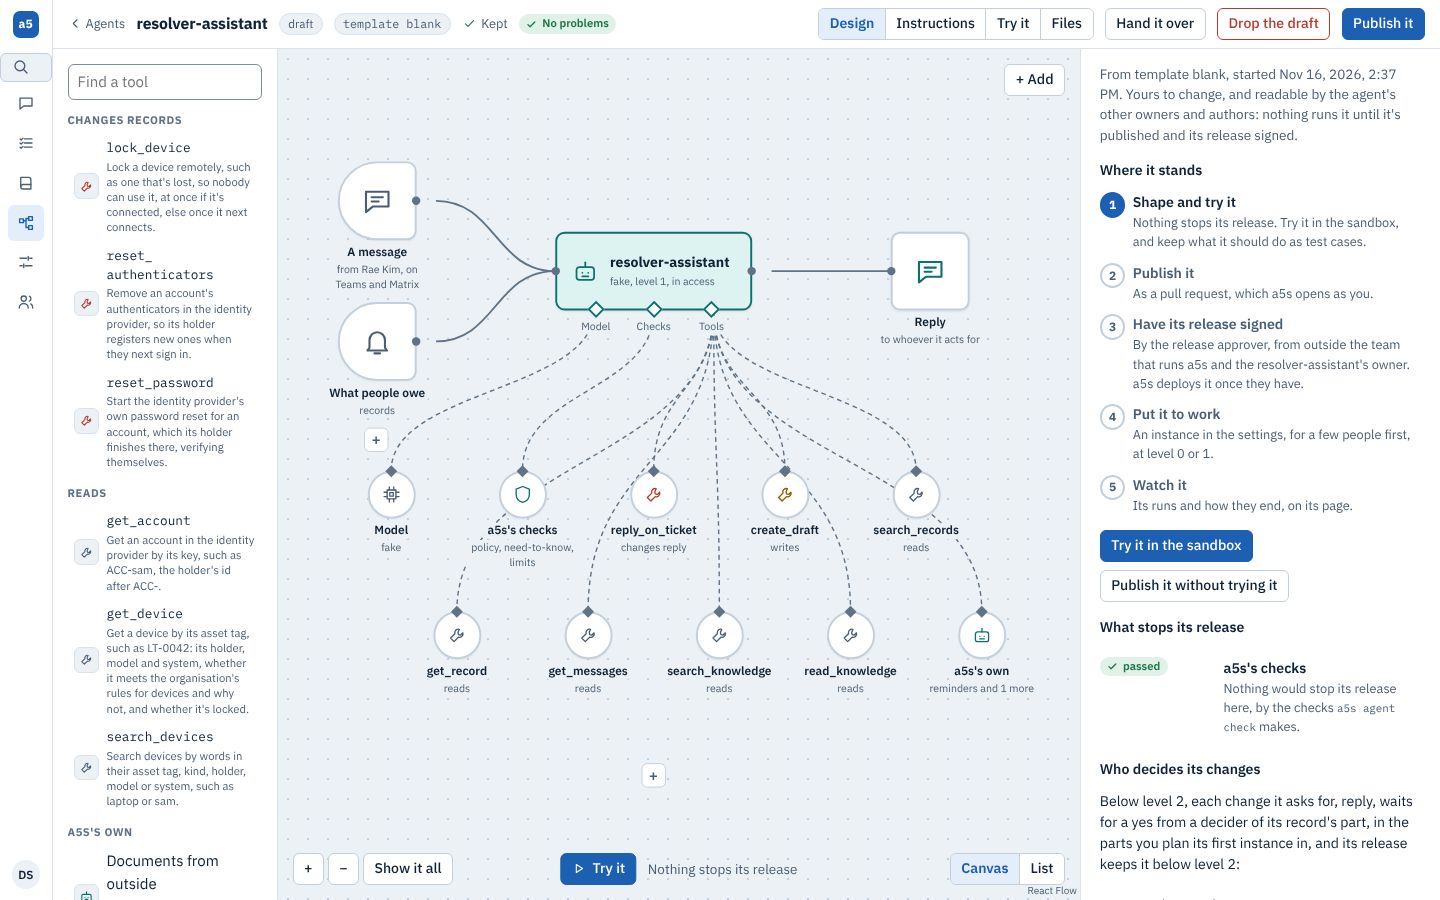 a5
Agents
resolver-assistant
draft
template blank
Kept
No problems
Design
Instructions
Try it
Files
Hand it over
Drop the draft
Publish it
Find a tool
CHANGES RECORDS
lock_device
Lock a device remotely, such
as one that's lost, so nobody
can use it, at once if it's
connected, else once it next
connects.
reset_
authenticators
Remove an account's
authenticators in the identity
provider, so its holder
registers new ones when
they next sign in.
reset_password
Start the identity provider's
own password reset for an
account, which its holder
finishes there, verifying
themselves.
READS
get_account
Get an account in the identity
provider by its key, such as
ACC-sam, the holder's id
after ACC-.
get_device
Get a device by its asset tag,
such as LT-0042: its holder,
model and system, whether
it meets the organisation's
rules for devices and why
not, and whether it's locked.
search_devices
Search devices by words in
their asset tag, kind, holder,
model or system, such as
laptop or sam.
A5S'S OWN
Documents from
outside
DS
+ Add
A message
from Rae Kim, on
Teams and Matrix
What people owe
records
+
resolver-assistant
fake, level 1, in access
Model
Checks
Tools
Reply
to whoever it acts for
Model
fake
a5s's checks
policy, need-to-know,
limits
reply_on_ticket
changes reply
create_draft
writes
search_records
reads
get_record
reads
get_messages
reads
search_knowledge
reads
read_knowledge
reads
a5s's own
reminders and 1 more
+
+
−
Show it all
Try it
Nothing stops its release
Canvas
List
React Flow
From template blank, started Nov 16, 2026, 2:37
PM. Yours to change, and readable by the agent's
other owners and authors: nothing runs it until it's
published and its release signed.
Where it stands
1
Shape and try it
Nothing stops its release. Try it in the sandbox,
and keep what it should do as test cases.
2
Publish it
As a pull request, which a5s opens as you.
3
Have its release signed
By the release approver, from outside the team
that runs a5s and the resolver-assistant's owner.
a5s deploys it once they have.
4
Put it to work
An instance in the settings, for a few people first,
at level 0 or 1.
5
Watch it
Its runs and how they end, on its page.
Try it in the sandbox
Publish it without trying it
What stops its release
passed
a5s's checks
Nothing would stop its release
here, by the checks a5s agent
check makes.
Who decides its changes
Below level 2, each change it asks for, reply, waits
for a yes from a decider of its record's part, in the
parts you plan its first instance in, and its release
keeps it below level 2: